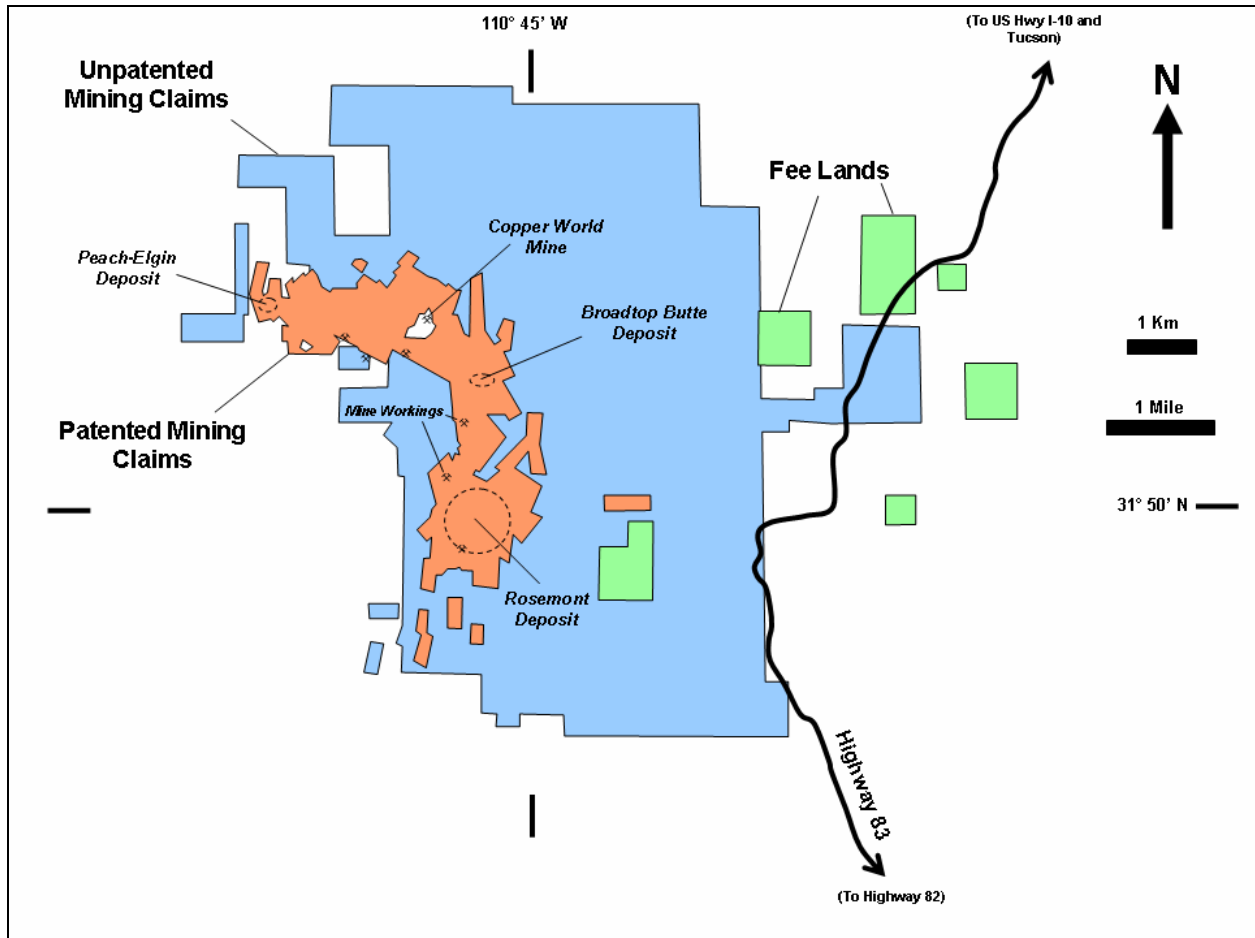 110° 45’ W
(To US Hwy I-10 and
Tucson)
Unpatented
Mining Claims
N
Fee Lands
Copper World
Mine
Peach-Elgin
Deposit
Broadtop Butte
Deposit
1 Km
1 Mile
Mine Workings
Patented Mining
Claims
31° 50’ N
Rosemont
Deposit
Highway 83
(To Highway 82)